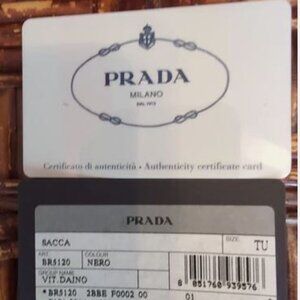 PRADA
MILANO
DAL 1913
Certificato di autenticità • Authenticity certificate card
PRADA
SACCA
SIZE
TU
ART. COLOUR
BR5120 NERO
GROUP NAME
VIT.DAINO
*BR5120 2BBE F0002 00 01
8 051760 939576